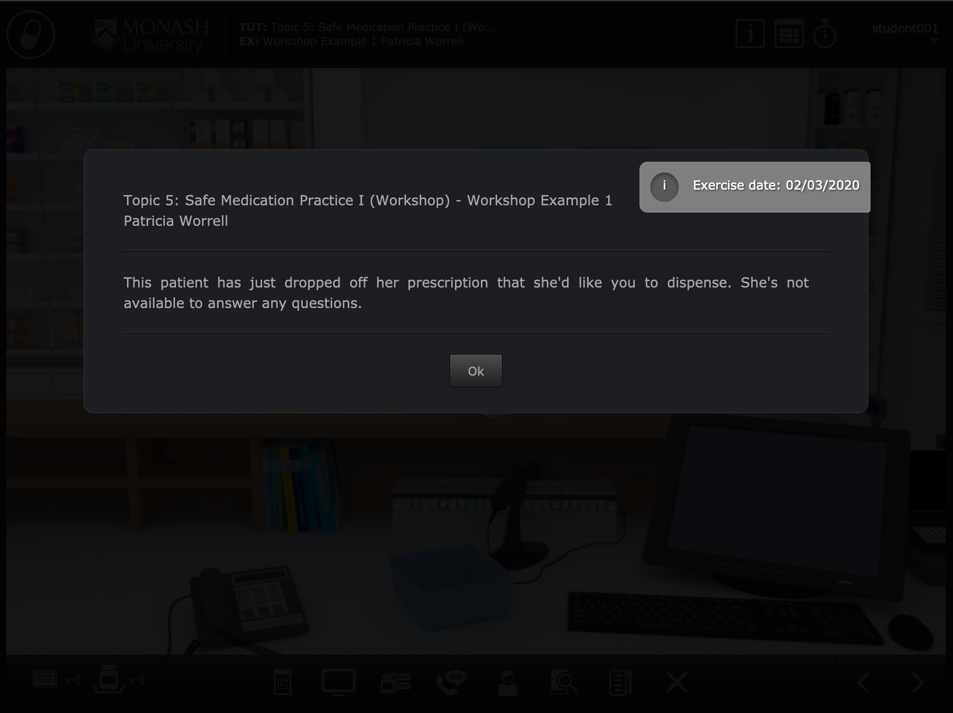 MONASH
University
TUT: Topic 5: Safe Medication Practice I (Wo...
EX: Workshop Example 1 Patricia Worrell
student001
Exercise date: 02/03/2020
Topic 5: Safe Medication Practice I (Workshop) - Workshop Example 1
Patricia Worrell
This patient has just dropped off her prescription that she'd like you to dispense. She's not
available to answer any questions.
Ok
x 0
x 0